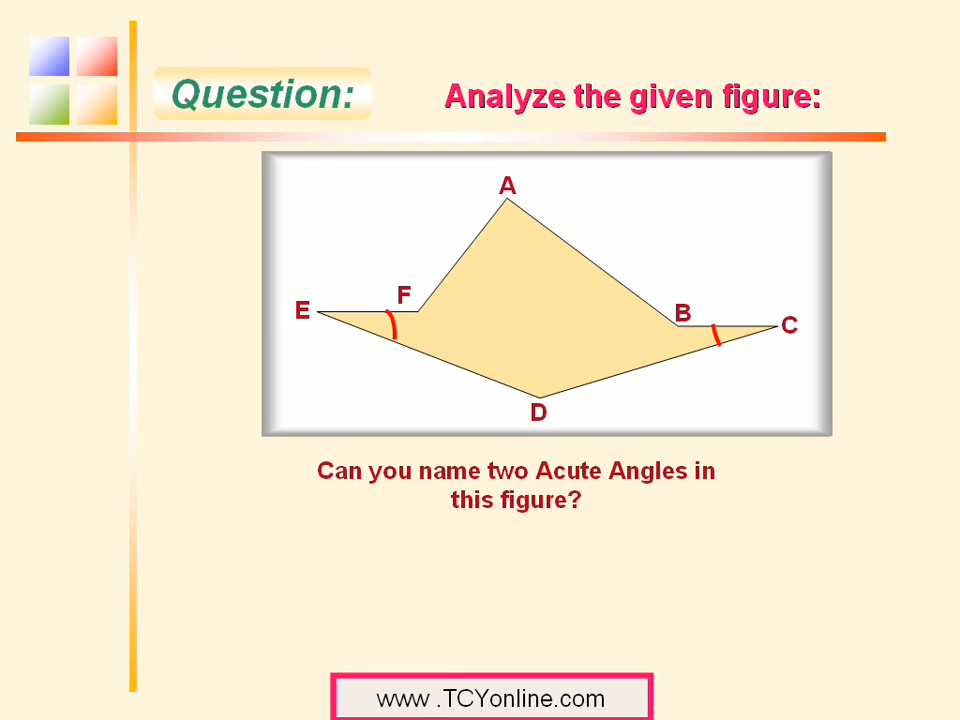 Question:
Analyze the given figure:
A
F
E
B
C
D
Can you name two Acute Angles in
this figure?
www .TCYonline.com